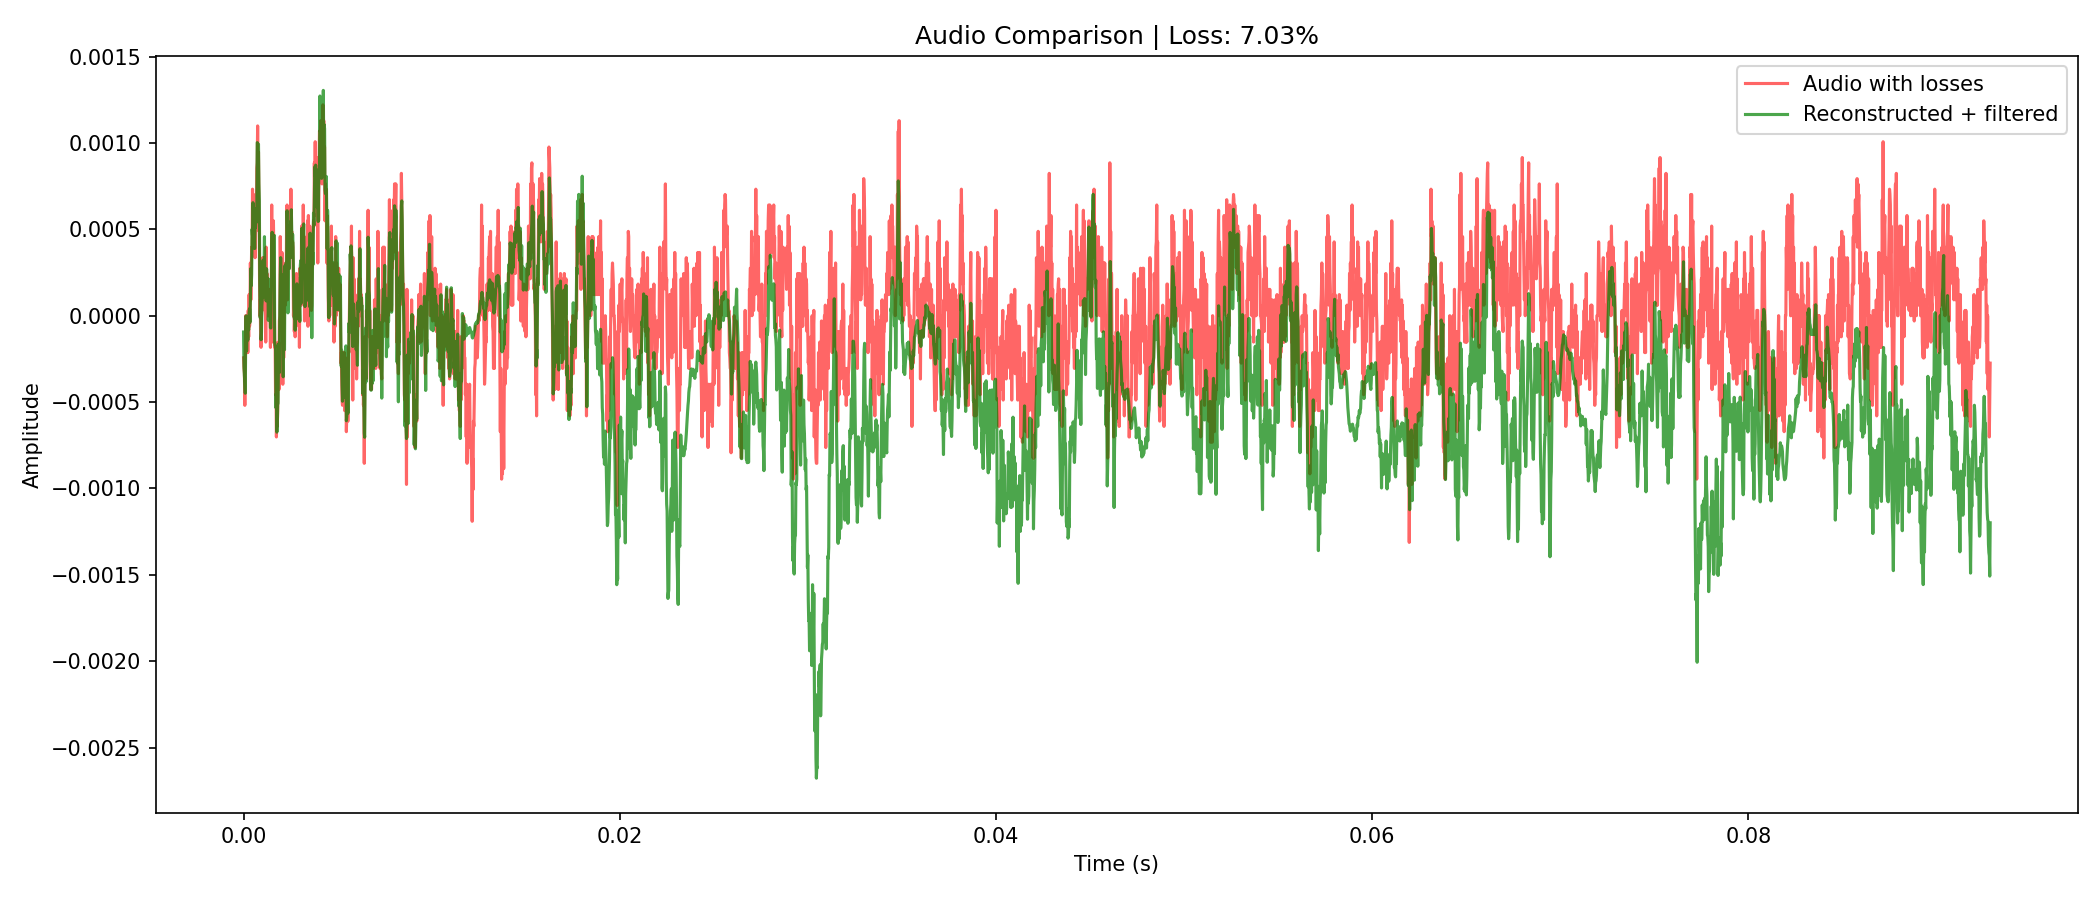 Audio Comparison | Loss: 7.03%
Audio with losses
Reconstructed + filtered
Amplitude
0.0015
0.0010
0.0005
0.0000
−0.0005
−0.0010
−0.0015
−0.0020
−0.0025
0.00 0.02 0.04 0.06 0.08
Time (s)